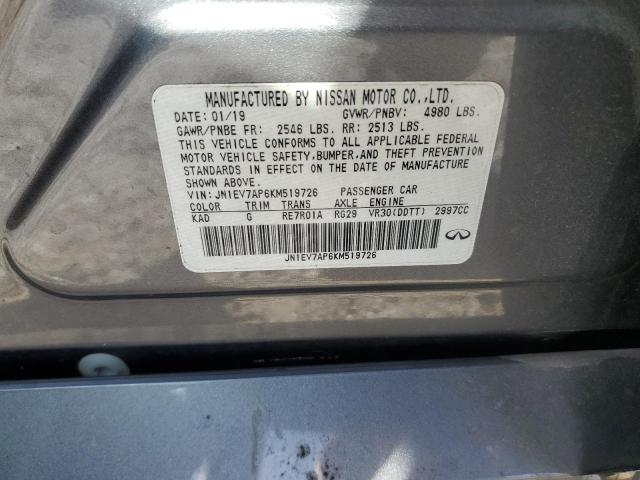 MANUFACTURED BY NISSAN MOTOR CO.,LTD.
DATE: 01/19 GVWR/PNBV: 4980 LBS.
GAWR/PNBE FR: 2546 LBS. RR: 2513 LBS.
THIS VEHICLE CONFORMS TO ALL APPLICABLE FEDERAL
MOTOR VEHICLE SAFETY,BUMPER,AND THEFT PREVENTION
STANDARDS IN EFFECT ON THE DATE OF MANUFACTURE
SHOWN ABOVE.
VIN: JN1EV7AP6KM519726 PASSENGER CAR
COLOR TRIM TRANS AXLE ENGINE
KAD G RE7R01A RG29 VR30(DDTT) 2997CC
JN1EV7AP6KM519726